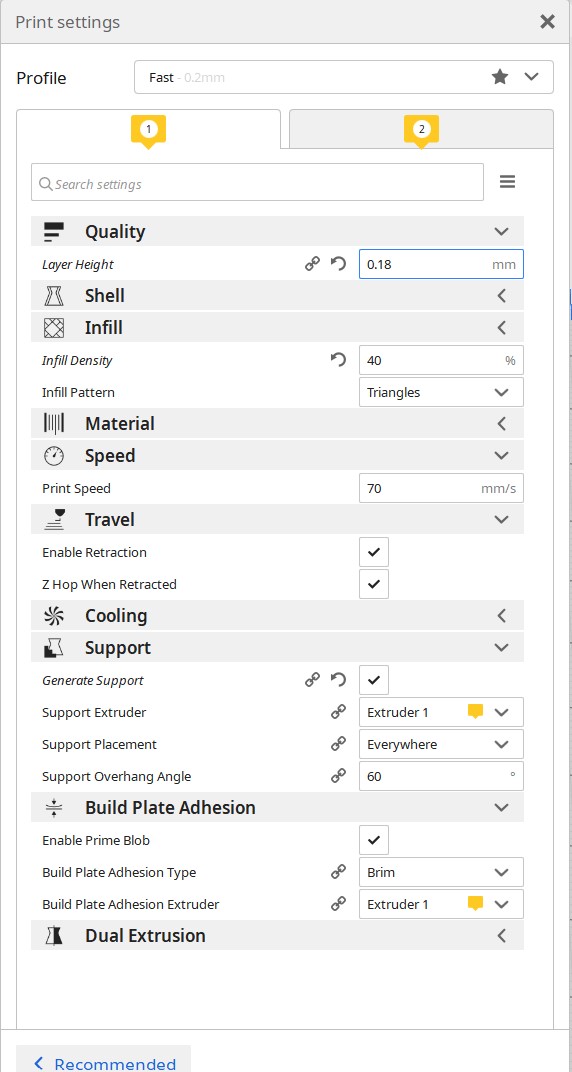 Print settings
Profile
Fast - 0.2mm
1
2
Search settings
Quality
Layer Height 0.18 mm
Shell
Infill
Infill Density 40 %
Infill Pattern Triangles
Material
Speed
Print Speed 70 mm/s
Travel
Enable Retraction
Z Hop When Retracted
Cooling
Support
Generate Support
Support Extruder Extruder 1
Support Placement Everywhere
Support Overhang Angle 60 °
Build Plate Adhesion
Enable Prime Blob
Build Plate Adhesion Type Brim
Build Plate Adhesion Extruder Extruder 1
Dual Extrusion
Recommended